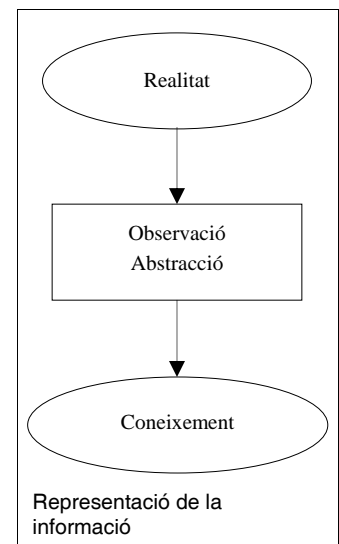 Realitat
Observació
Abstracció
Coneixement
Representació de la
informació